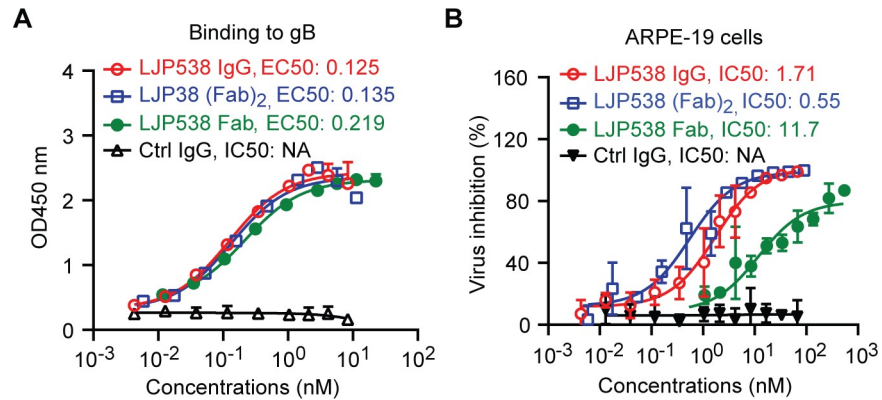 A
Binding to gB
LJP538 IgG, EC50: 0.125
LJP38 (Fab)2, EC50: 0.135
LJP538 Fab, EC50: 0.219
Ctrl IgG, IC50: NA
OD450 nm
4
3
2
1
0
10-3 10-2 10-1 100 101 102
Concentrations (nM)
B
ARPE-19 cells
LJP538 IgG, IC50: 1.71
LJP538 (Fab)2, IC50: 0.55
LJP538 Fab, IC50: 11.7
Ctrl IgG, IC50: NA
Virus inhibition (%)
160
120
80
40
0
10-3 10-2 10-1 100 101 102 103
Concentrations (nM)